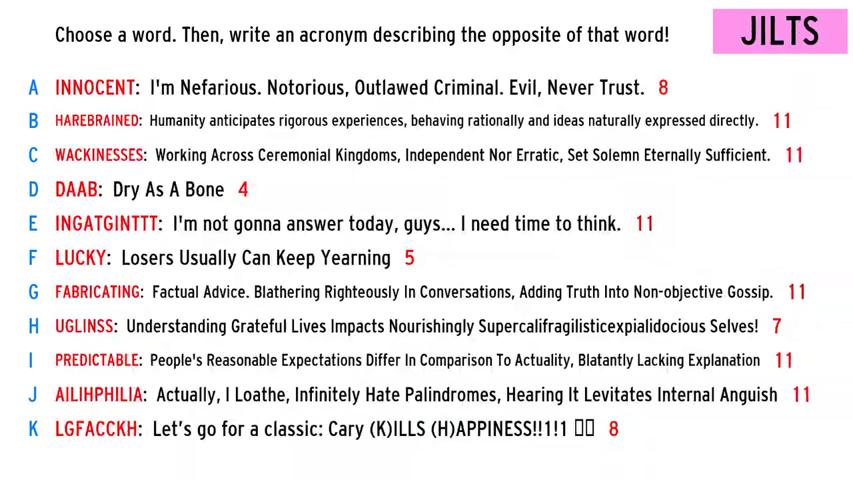 Choose a word. Then, write an acronym describing the opposite of that word! JILTS
A INNOCENT: I'm Nefarious. Notorious, Outlawed Criminal. Evil, Never Trust. 8
B HAREBRAINED: Humanity anticipates rigorous experiences, behaving rationally and ideas naturally expressed directly. 11
C WACKINESSES: Working Across Ceremonial Kingdoms, Independent Nor Erratic, Set Solemn Eternally Sufficient. 11
D DAAB: Dry As A Bone 4
E INGATGINTTT: I'm not gonna answer today, guys... I need time to think. 11
F LUCKY: Losers Usually Can Keep Yearning 5
G FABRICATING: Factual Advice. Blathering Righteously In Conversations, Adding Truth Into Non-objective Gossip. 11
H UGLINSS: Understanding Grateful Lives Impacts Nourishingly Supercalifragilisticexpialidocious Selves! 7
I PREDICTABLE: People's Reasonable Expectations Differ In Comparison To Actuality, Blatantly Lacking Explanation 11
J AILIHPHILIA: Actually, I Loathe, Infinitely Hate Palindromes, Hearing It Levitates Internal Anguish 11
K LGFACCKH: Let's go for a classic: Cary (K)ILLS (H)APPINESS!!1!1 8